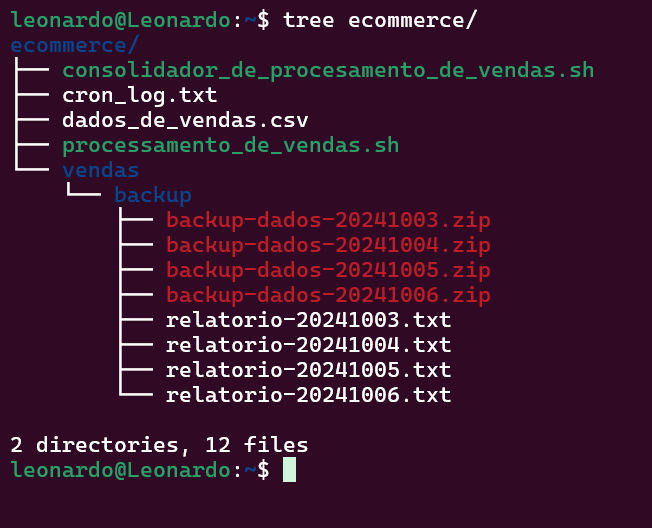 leonardo@Leonardo:~$ tree ecommerce/
ecommerce/
├── consolidador_de_procesamento_de_vendas.sh
├── cron_log.txt
├── dados_de_vendas.csv
├── processamento_de_vendas.sh
└── vendas
    └── backup
        ├── backup-dados-20241003.zip
        ├── backup-dados-20241004.zip
        ├── backup-dados-20241005.zip
        ├── backup-dados-20241006.zip
        ├── relatorio-20241003.txt
        ├── relatorio-20241004.txt
        ├── relatorio-20241005.txt
        └── relatorio-20241006.txt
2 directories, 12 files
leonardo@Leonardo:~$